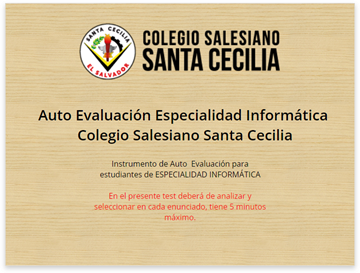 SANTA CECILIA
EL SALVADOR
COLEGIO SALESIANO
SANTA CECILIA
Auto Evaluación Especialidad Informática
Colegio Salesiano Santa Cecilia
Instrumento de Auto Evaluación para
estudiantes de ESPECIALIDAD INFORMÁTICA
En el presente test deberá de analizar y
seleccionar en cada enunciado, tiene 5 minutos
máximo.